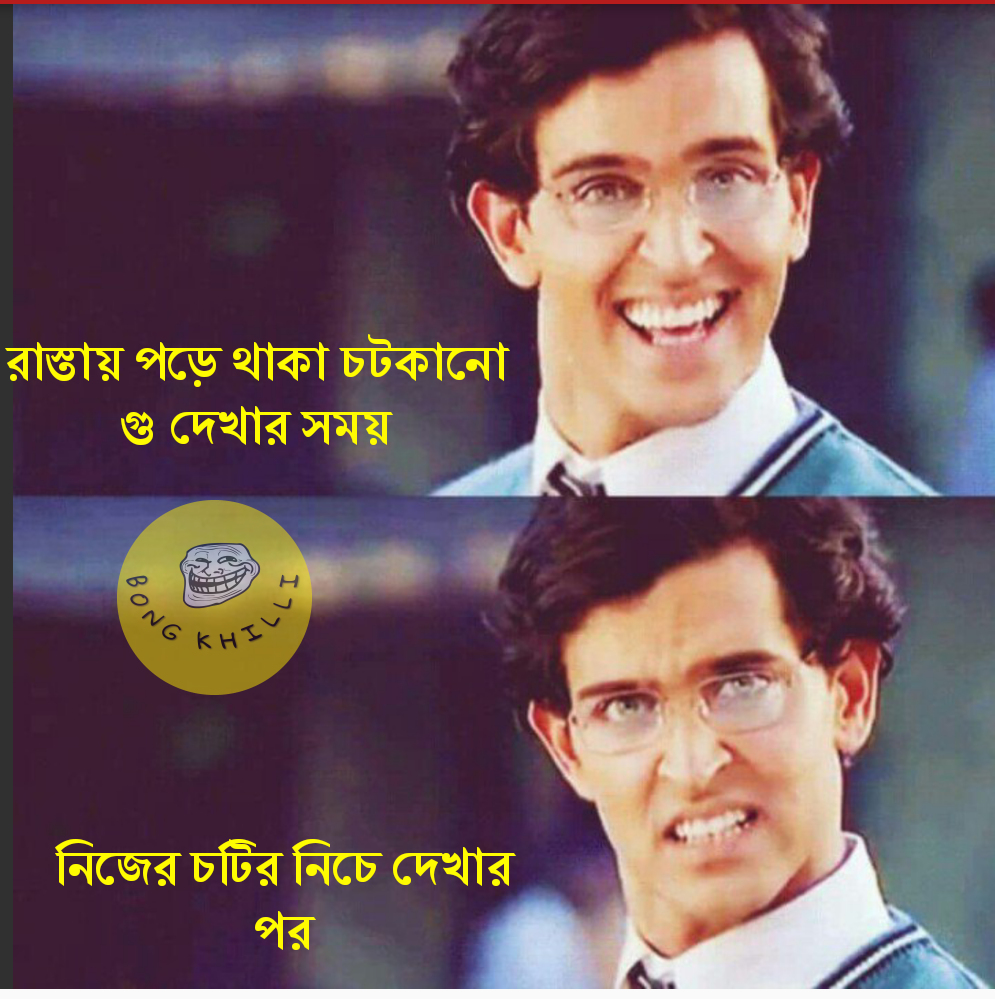 রাস্তায় পড়ে থাকা চটকানো
গু দেখার সময়
BONG KHILLI
নিজের চটির নিচে দেখার
পর